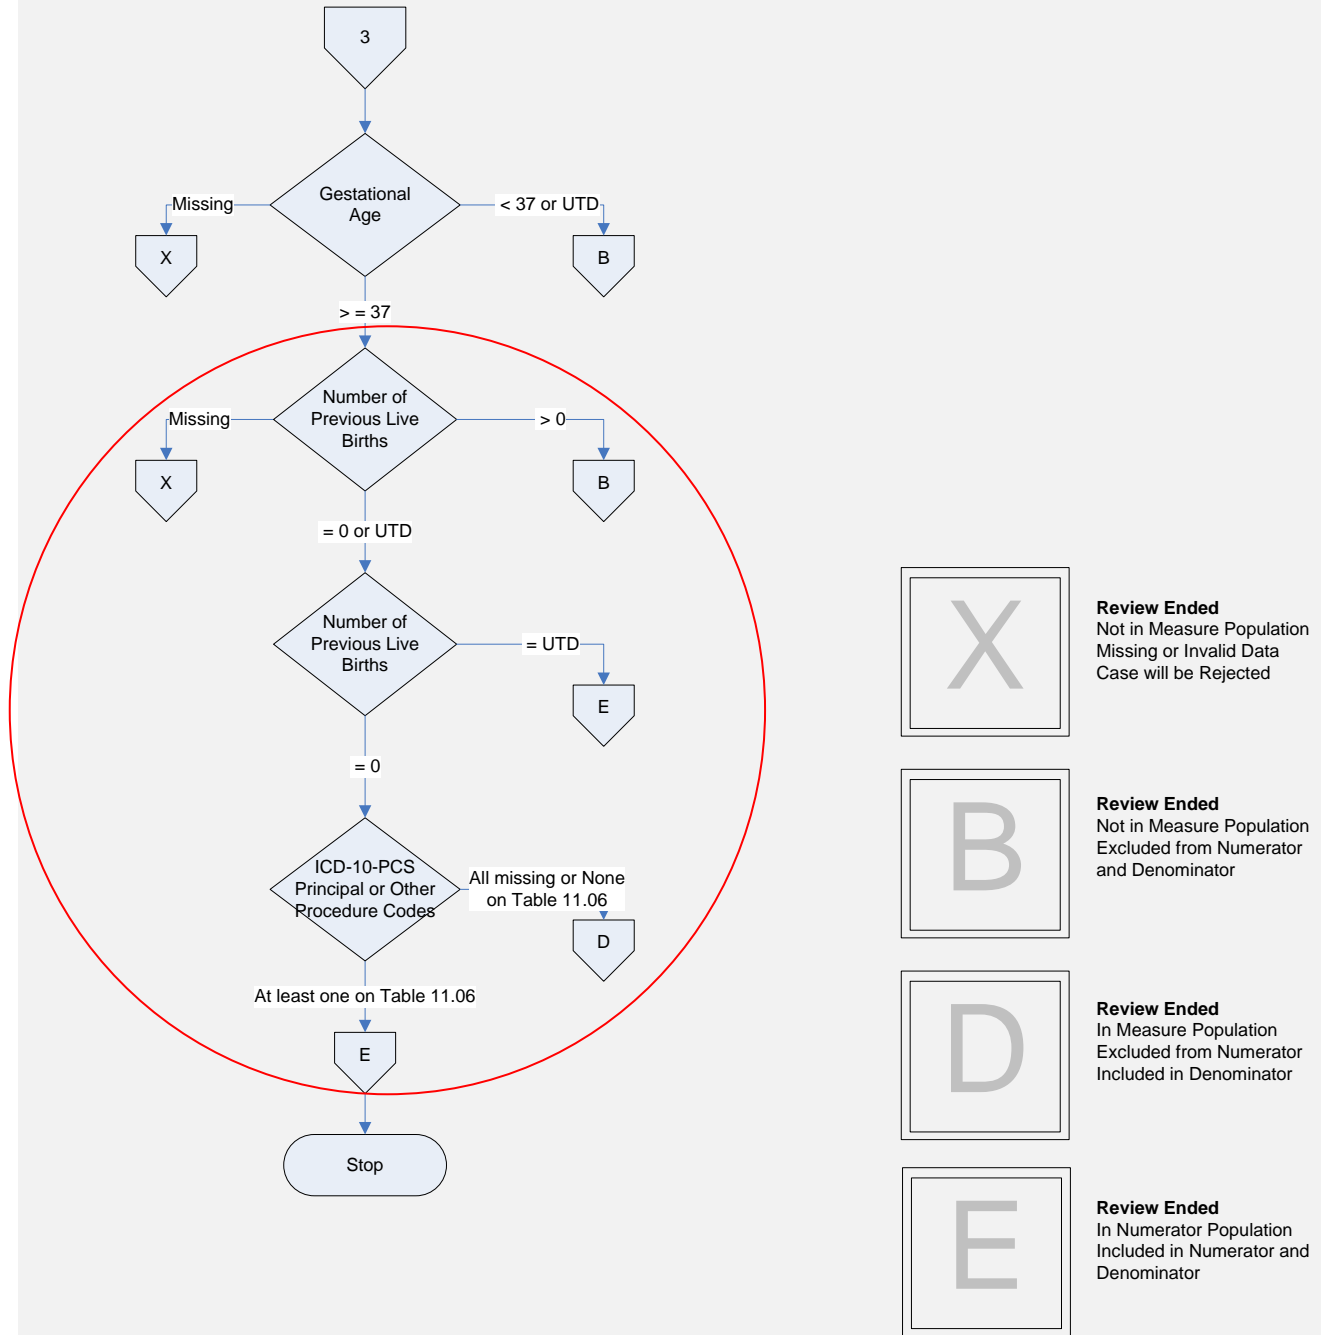 3
Gestational
Age
Missing
< 37 or UTD
X
B
> = 37
Number of
Previous Live
Births
Missing
> 0
X
B
= 0 or UTD
Number of
Previous Live
Births
= UTD
E
= 0
ICD-10-PCS
Principal or Other
Procedure Codes
All missing or None
on Table 11.06
D
At least one on Table 11.06
E
Stop
X
Review Ended
Not in Measure Population
Missing or Invalid Data
Case will be Rejected
B
Review Ended
Not in Measure Population
Excluded from Numerator
and Denominator
D
Review Ended
In Measure Population
Excluded from Numerator
Included in Denominator
E
Review Ended
In Numerator Population
Included in Numerator and
Denominator